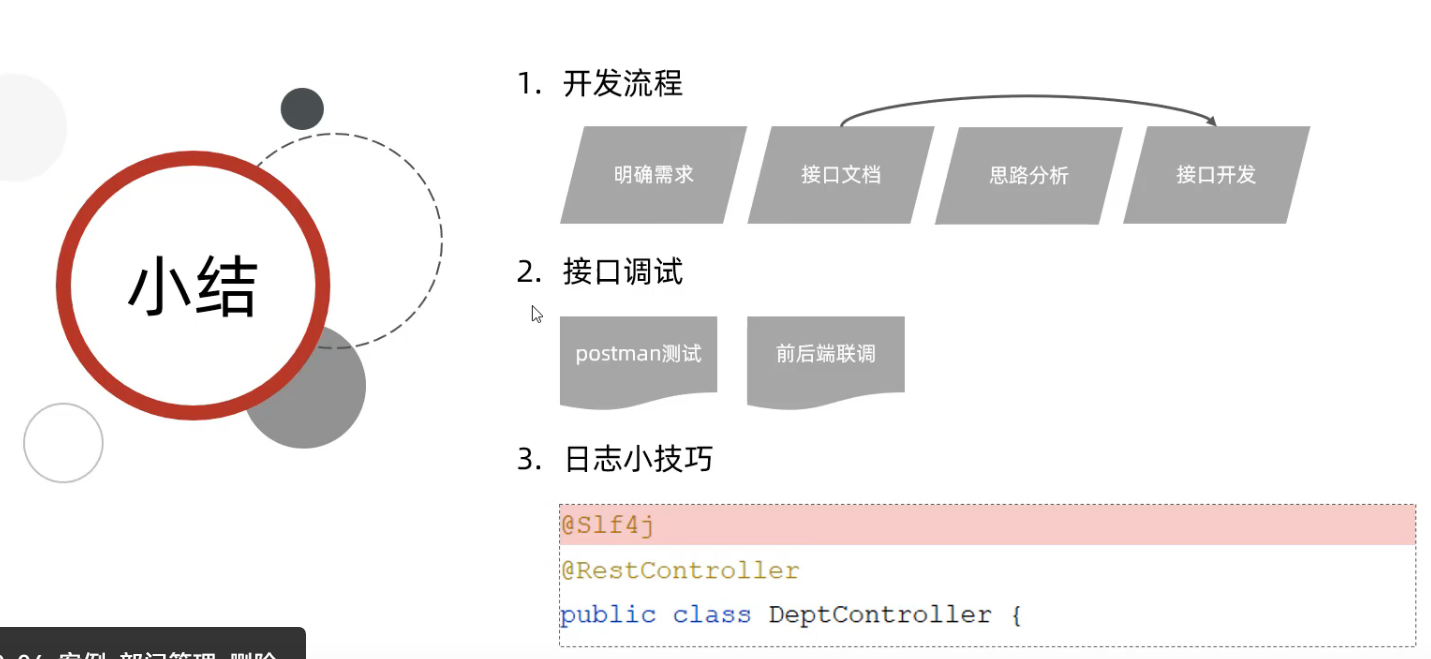 小结
1. 开发流程
明确需求
接口文档
思路分析
接口开发
2. 接口调试
postman测试
前后端联调
3. 日志小技巧
@Slf4j
@RestController
public class DeptController {
案例-部门管理-删除